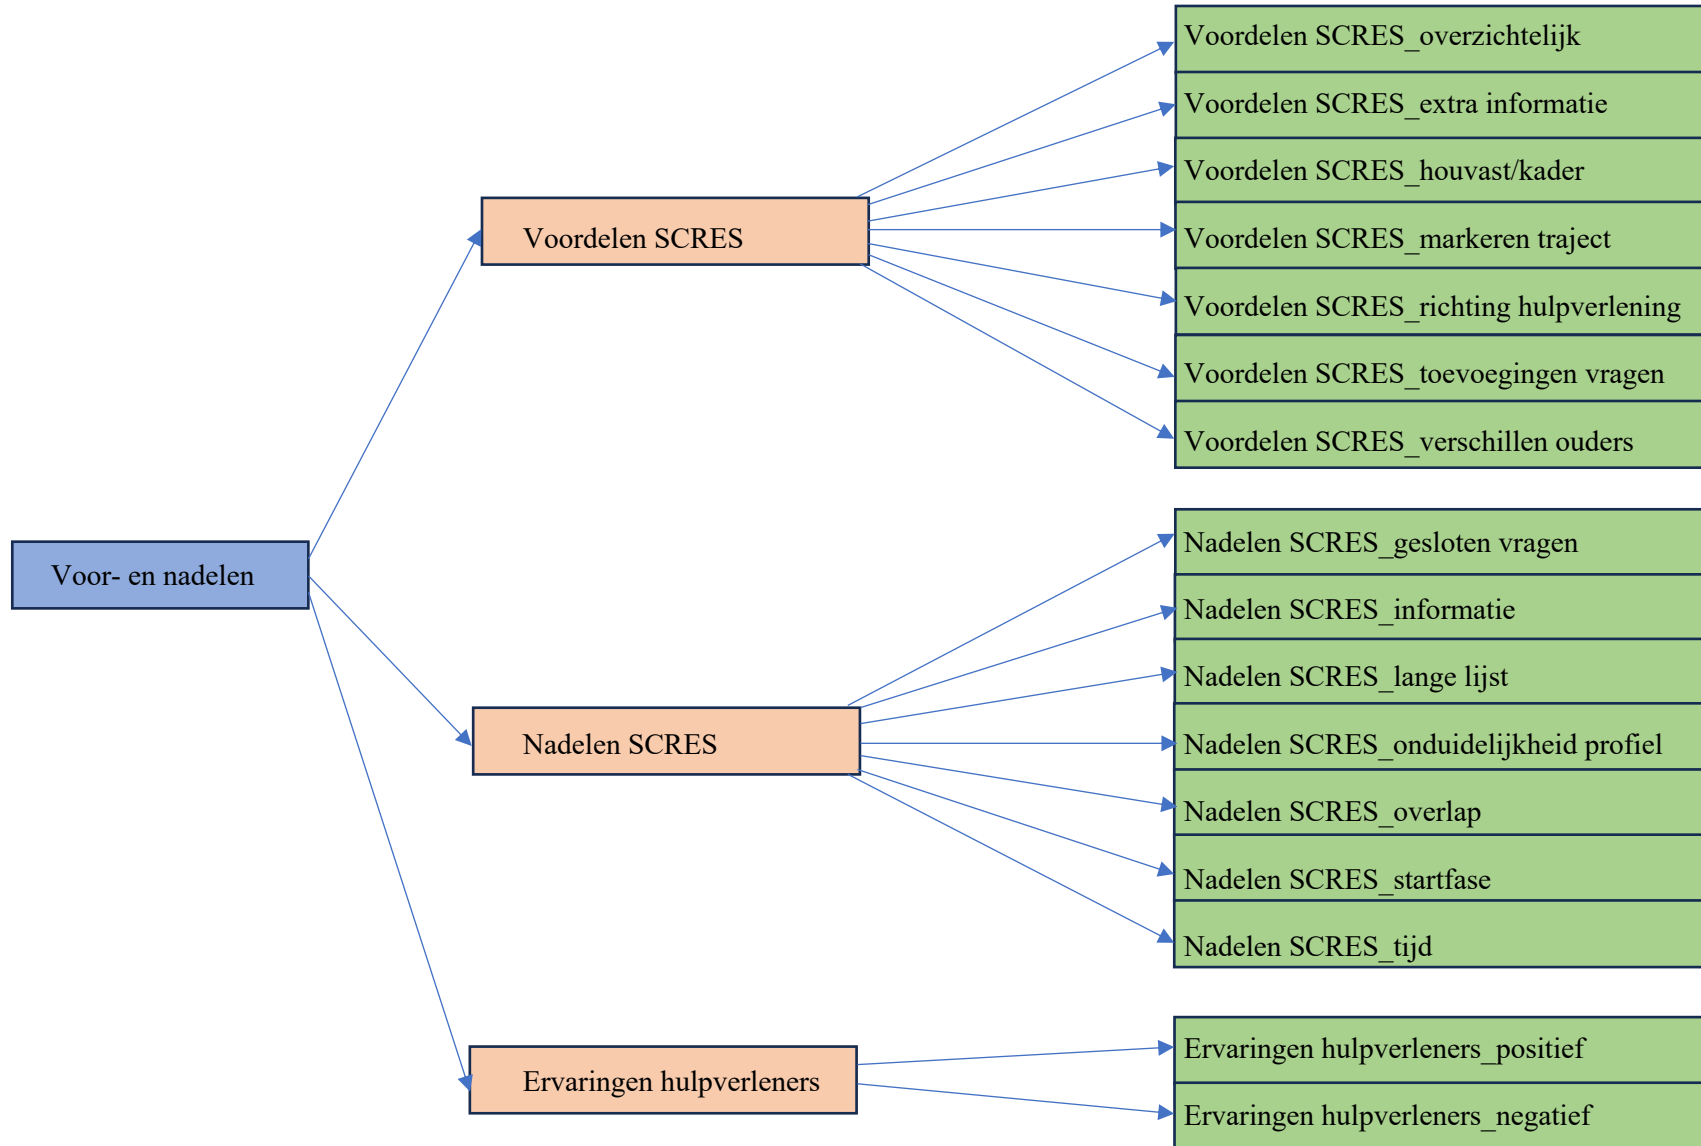 Voor- en nadelen
Voordelen SCRES
Voordelen SCRES_overzichtelijk
Voordelen SCRES_extra informatie
Voordelen SCRES_houvast/kader
Voordelen SCRES_markeren traject
Voordelen SCRES_richting hulpverlening
Voordelen SCRES_toevoegingen vragen
Voordelen SCRES_verschillen ouders
Nadelen SCRES
Nadelen SCRES_gesloten vragen
Nadelen SCRES_informatie
Nadelen SCRES_lange lijst
Nadelen SCRES_onduidelijkheid profiel
Nadelen SCRES_overlap
Nadelen SCRES_startfase
Nadelen SCRES_tijd
Ervaringen hulpverleners
Ervaringen hulpverleners_positief
Ervaringen hulpverleners_negatief